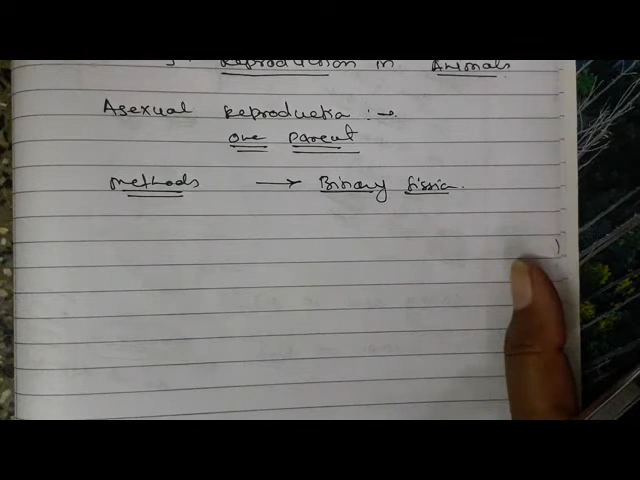 Reproduction in Animals
Asexual Reproduction :→
one parent
methods → Binary fission.